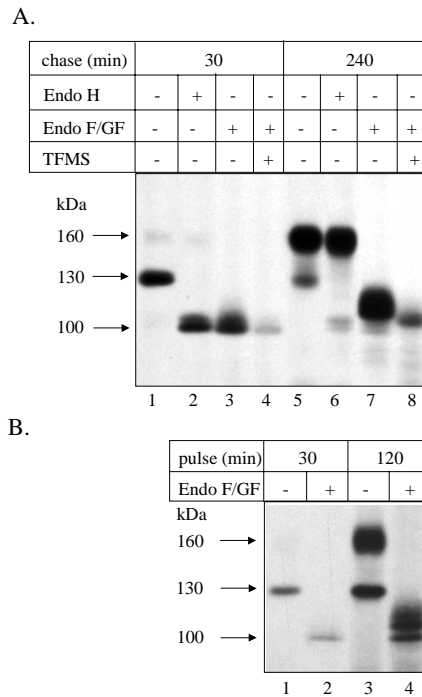 A.
chase (min) 30 240
Endo H - + - - - + - -
Endo F/GF - - + + - - + +
TFMS - - - + - - - +
kDa
160
130
100
1 2 3 4 5 6 7 8
B.
pulse (min) 30 120
Endo F/GF - + - +
kDa
160
130
100
1 2 3 4